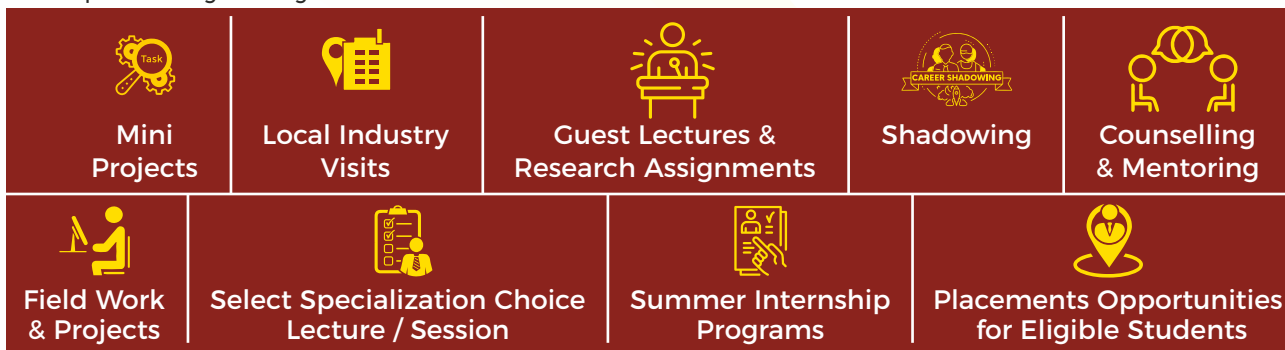 Task
Mini
Projects
Local Industry
Visits
Guest Lectures &
Research Assignments
CAREER SHADOWING
Shadowing
Counselling
& Mentoring
Field Work
& Projects
Select Specialization Choice
Lecture / Session
Summer Internship
Programs
Placements Opportunities
for Eligible Students